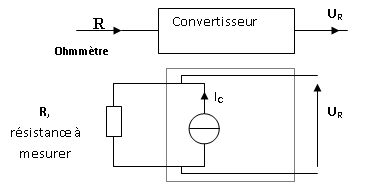 Convertisseur
U_R
R
Ohmmètre
I_C
R,
résistance à
mesurer
U_R